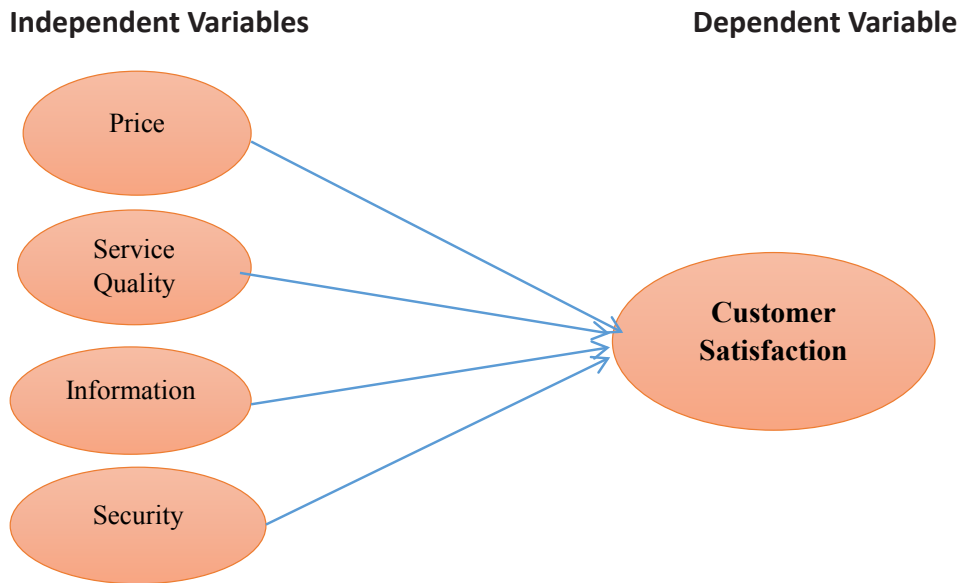 Independent Variables
Dependent Variable
Price
Service
Quality
Information
Security
Customer
Satisfaction